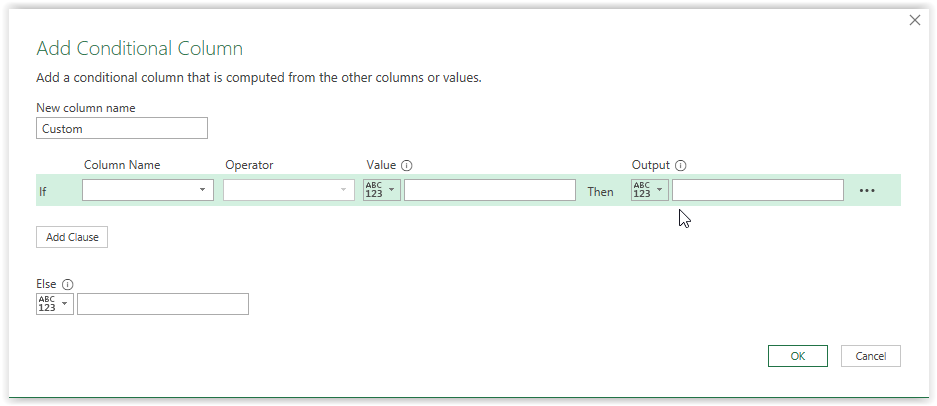 Add Conditional Column
Add a conditional column that is computed from the other columns or values.
New column name
Custom
Column Name Operator Value Output
If ABC 123 Then ABC 123
Add Clause
Else
ABC 123
OK Cancel